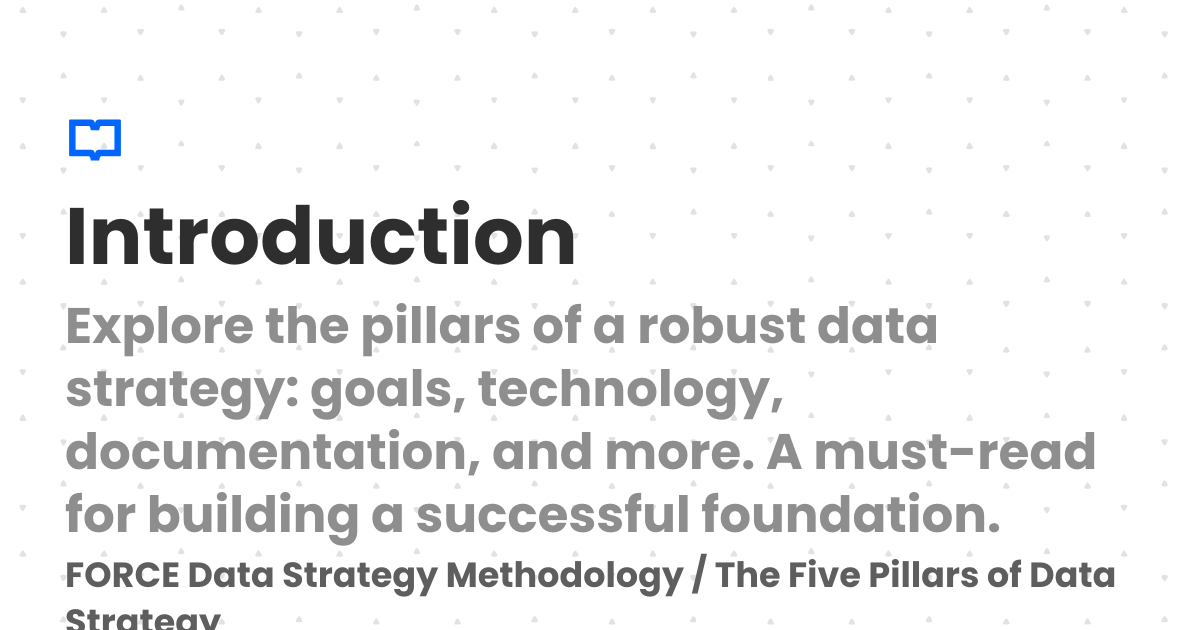 Introduction
Explore the pillars of a robust data
strategy: goals, technology,
documentation, and more. A must-read
for building a successful foundation.
FORCE Data Strategy Methodology / The Five Pillars of Data
Strategy